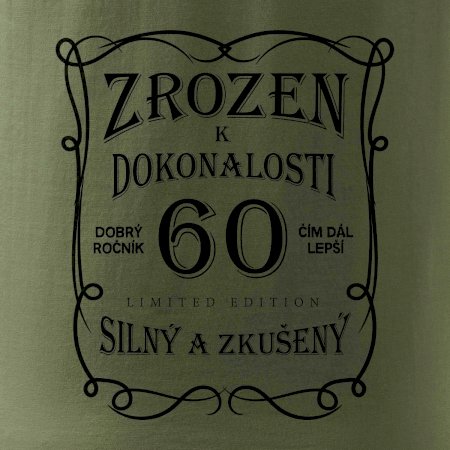 ZROZEN
K
DOKONALOSTI
DOBRÝ ROČNÍK
60
ČÍM DÁL LEPŠÍ
LIMITED EDITION
SILNÝ A ZKUŠENÝ